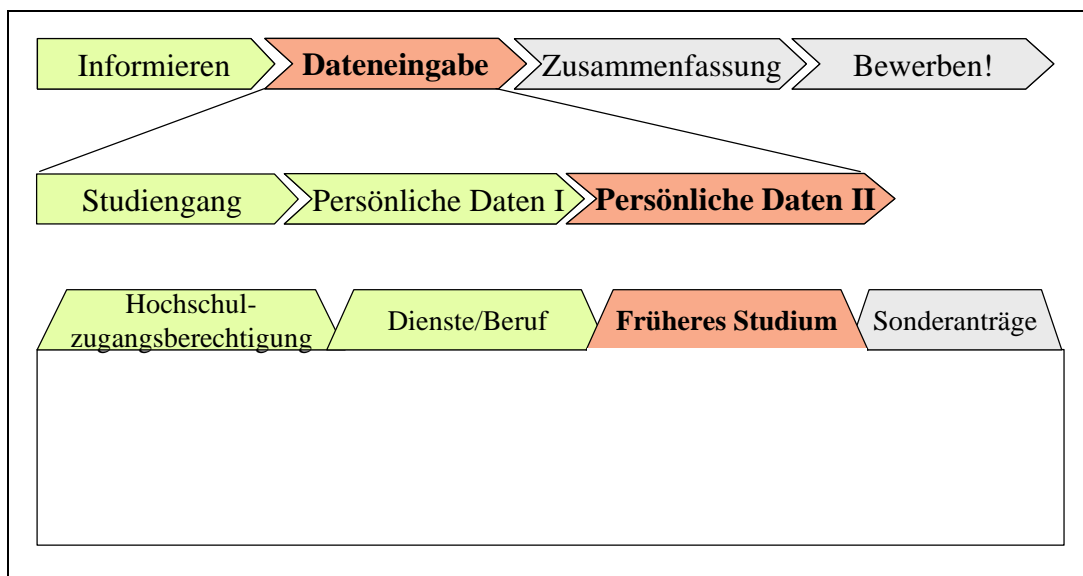 Informieren
Dateneingabe
Zusammenfassung
Bewerben!
Studiengang
Persönliche Daten I
Persönliche Daten II
Hochschul-
zugangsberechtigung
Dienste/Beruf
Früheres Studium
Sonderanträge